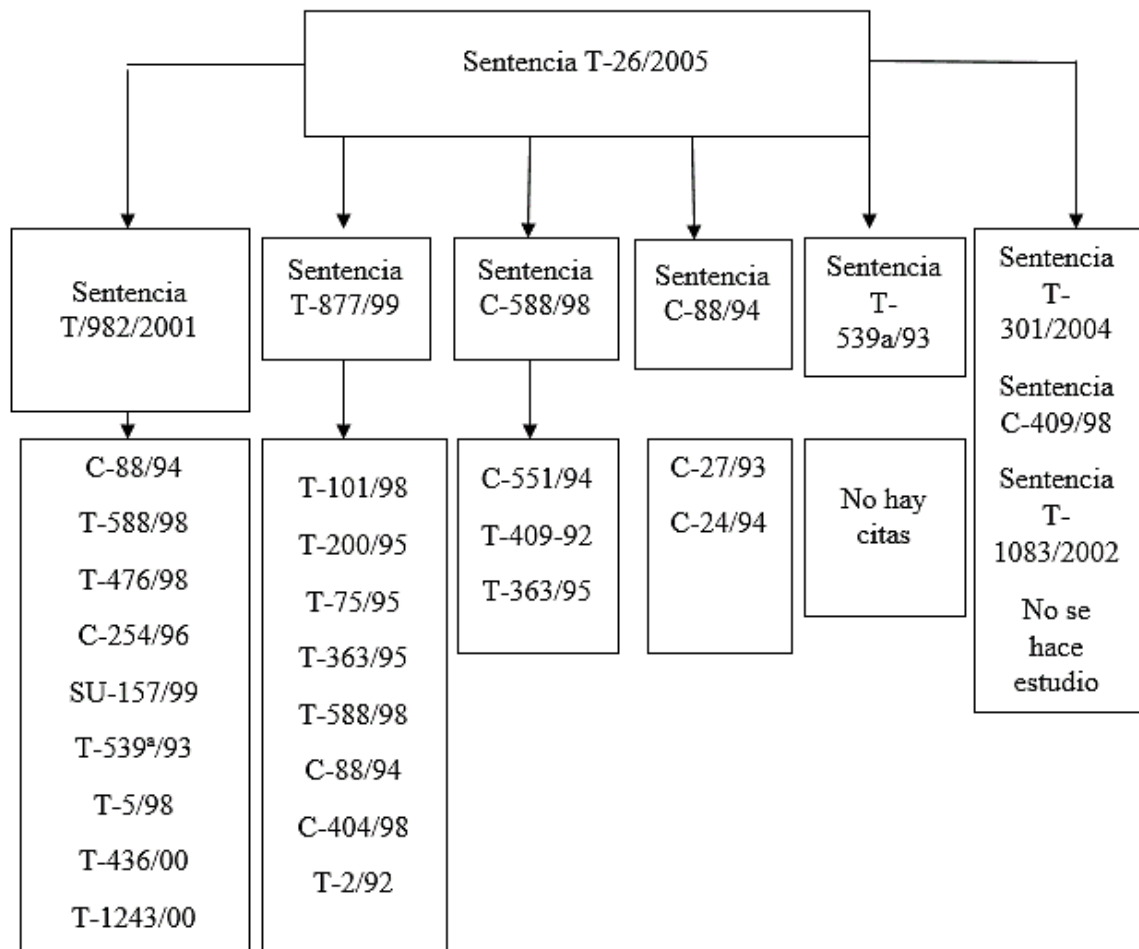 Sentencia T-26/2005
Sentencia
T/982/2001
Sentencia
T-877/99
Sentencia
C-588/98
Sentencia
C-88/94
Sentencia
T-
539a/93
Sentencia
T-
301/2004
Sentencia
C-409/98
Sentencia
T-
1083/2002
No se
hace
estudio
C-88/94
T-588/98
T-476/98
C-254/96
SU-157/99
T-539ª/93
T-5/98
T-436/00
T-1243/00
T-101/98
T-200/95
T-75/95
T-363/95
T-588/98
C-88/94
C-404/98
T-2/92
C-551/94
T-409-92
T-363/95
C-27/93
C-24/94
No hay
citas